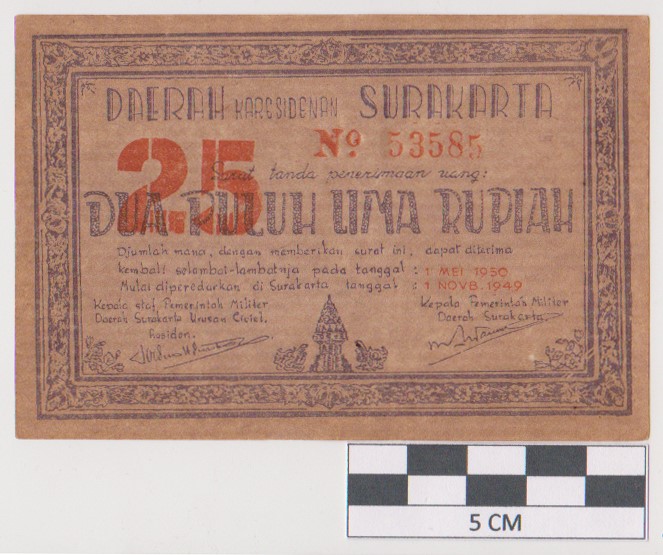 DAERAH KARESIDENAN SURAKARTA
Nº 53585
25
Surat tanda penerimaan uang:
DUA PULUH LIMA RUPIAH
Djumlah mana, dengan memberikan surat ini, dapat diterima
kembali selambat-lambatnja pada tanggal : 1 MEI 1950
Mulai diperedarkan di Surakarta tanggal : 1 NOVB. 1949
Kepala staf Pemerintah Militer
Daerah Surakarta Urusan Civiel.
Residen.
Kepala Pemerintah Militer
Daerah Surakarta.
5 CM